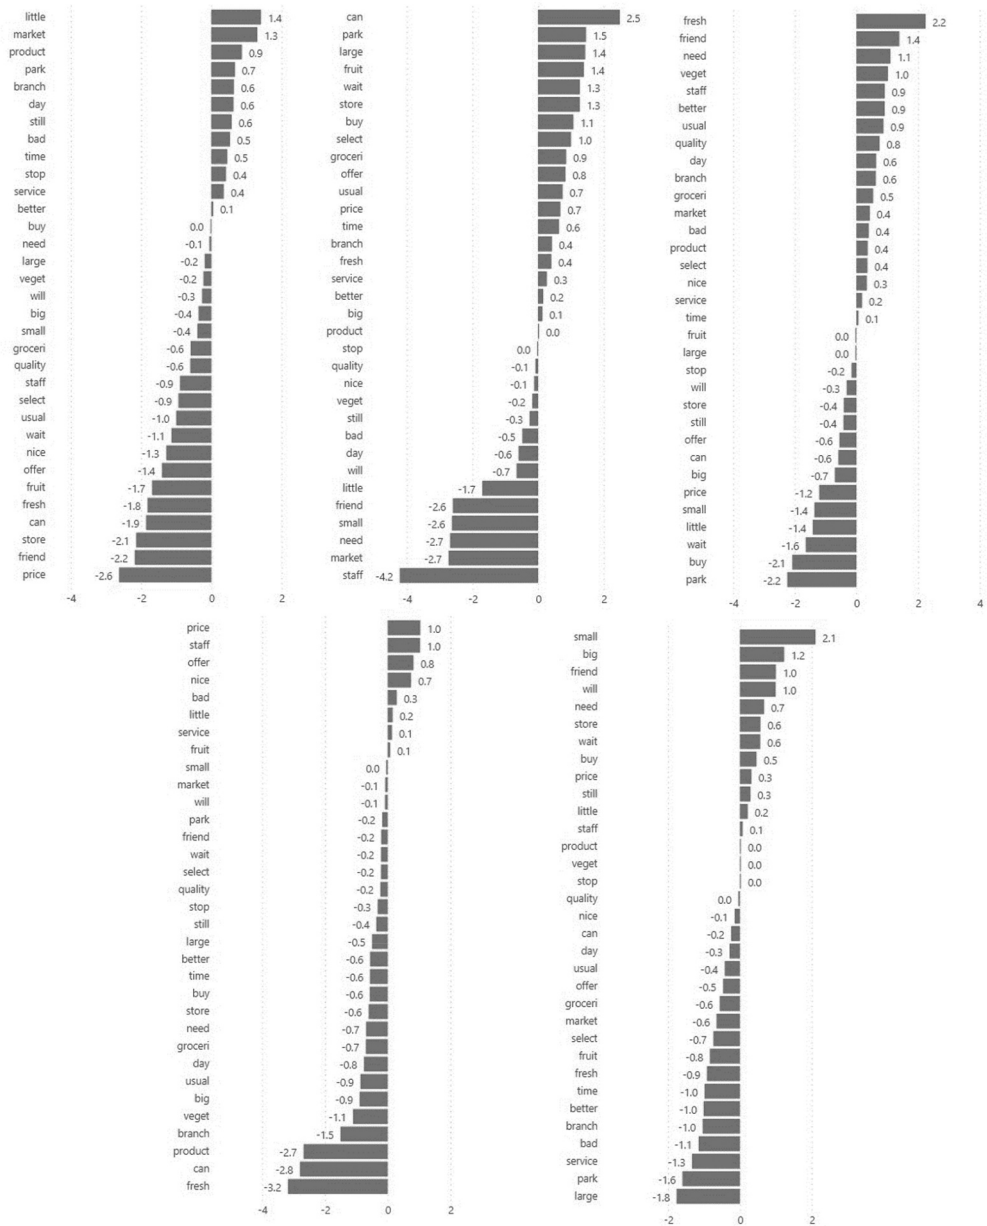 little 1.4
market 1.3
product 0.9
park 0.7
branch 0.6
day 0.6
still 0.6
bad 0.5
time 0.5
stop 0.4
service 0.4
better 0.1
buy 0.0
need -0.1
large -0.2
veget -0.2
will -0.3
big -0.4
small -0.4
groceri -0.6
quality -0.6
staff -0.9
select -0.9
usual -1.0
wait -1.1
nice -1.3
offer -1.4
fruit -1.7
fresh -1.8
can -1.9
store -2.1
friend -2.2
price -2.6
-4 -2 0 2
can 2.5
park 1.5
large 1.4
fruit 1.4
wait 1.3
store 1.3
buy 1.1
select 1.0
groceri 0.9
offer 0.8
usual 0.7
price 0.7
time 0.6
branch 0.4
fresh 0.4
service 0.3
better 0.2
big 0.1
product 0.0
stop 0.0
quality -0.1
nice -0.1
veget -0.2
still -0.3
bad -0.5
day -0.6
will -0.7
little -1.7
friend -2.6
small -2.6
need -2.7
market -2.7
staff -4.2
-4 -2 0 2
fresh 2.2
friend 1.4
need 1.1
veget 1.0
staff 0.9
better 0.9
usual 0.9
quality 0.8
day 0.6
branch 0.6
groceri 0.5
market 0.4
bad 0.4
product 0.4
select 0.4
nice 0.3
service 0.2
time 0.1
fruit 0.0
large 0.0
stop -0.2
will -0.3
store -0.4
still -0.4
offer -0.6
can -0.6
big -0.7
price -1.2
small -1.4
little -1.4
wait -1.6
buy -2.1
park -2.2
-4 -2 0 2 4
price 1.0
staff 1.0
offer 0.8
nice 0.7
bad 0.3
little 0.2
service 0.1
fruit 0.1
small 0.0
market -0.1
will -0.1
park -0.2
friend -0.2
wait -0.2
select -0.2
quality -0.2
stop -0.3
still -0.4
large -0.5
better -0.6
time -0.6
buy -0.6
store -0.6
need -0.7
groceri -0.7
day -0.8
usual -0.9
big -0.9
veget -1.1
branch -1.5
product -2.7
can -2.8
fresh -3.2
-4 -2 0 2
small 2.1
big 1.2
friend 1.0
will 1.0
need 0.7
store 0.6
wait 0.6
buy 0.5
price 0.3
still 0.3
little 0.2
staff 0.1
product 0.0
veget 0.0
stop 0.0
quality 0.0
nice -0.1
can -0.2
day -0.3
usual -0.4
offer -0.5
groceri -0.6
market -0.6
select -0.7
fruit -0.8
fresh -0.9
time -1.0
better -1.0
branch -1.0
bad -1.1
service -1.3
park -1.6
large -1.8
-2 0 2